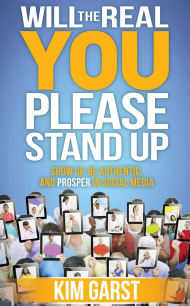 WILL THE REAL
YOU
PLEASE
STAND UP
SHOW UP, BE AUTHENTIC,
AND PROSPER IN SOCIAL MEDIA
KIM GARST